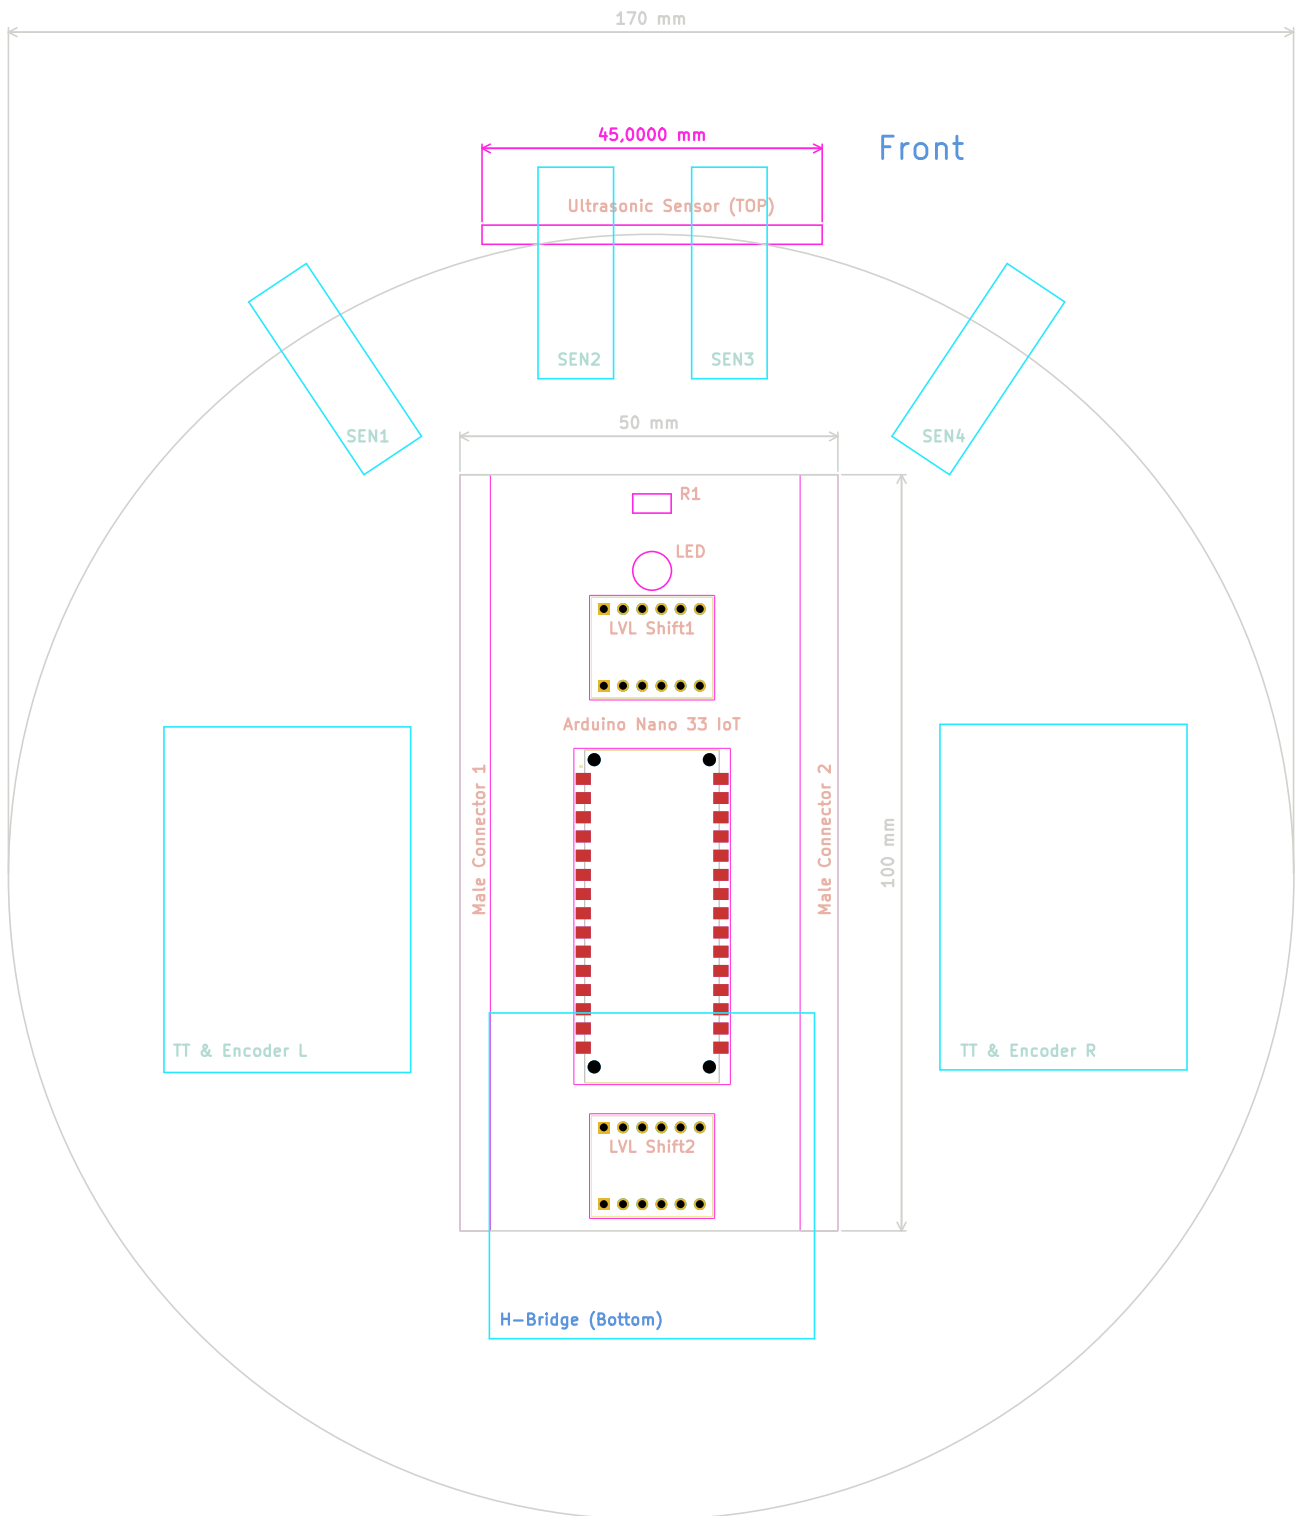 170 mm
45,0000 mm
Front
Ultrasonic Sensor (TOP)
SEN2
SEN3
SEN1
SEN4
50 mm
R1
LED
LVL Shift1
Arduino Nano 33 IoT
Male Connector 1
Male Connector 2
100 mm
TT & Encoder L
TT & Encoder R
LVL Shift2
H-Bridge (Bottom)